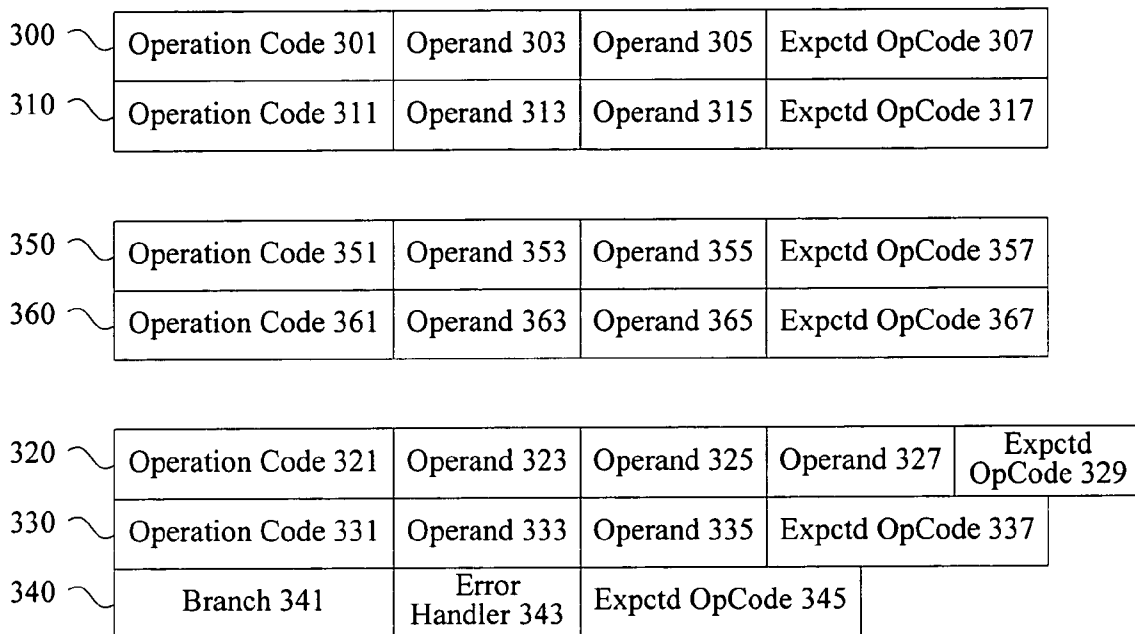 300 Operation Code 301 Operand 303 Operand 305 Expctd OpCode 307
310 Operation Code 311 Operand 313 Operand 315 Expctd OpCode 317
350 Operation Code 351 Operand 353 Operand 355 Expctd OpCode 357
360 Operation Code 361 Operand 363 Operand 365 Expctd OpCode 367
320 Operation Code 321 Operand 323 Operand 325 Operand 327 Expctd
OpCode 329
330 Operation Code 331 Operand 333 Operand 335 Expctd OpCode 337
340 Branch 341 Error
Handler 343 Expctd OpCode 345